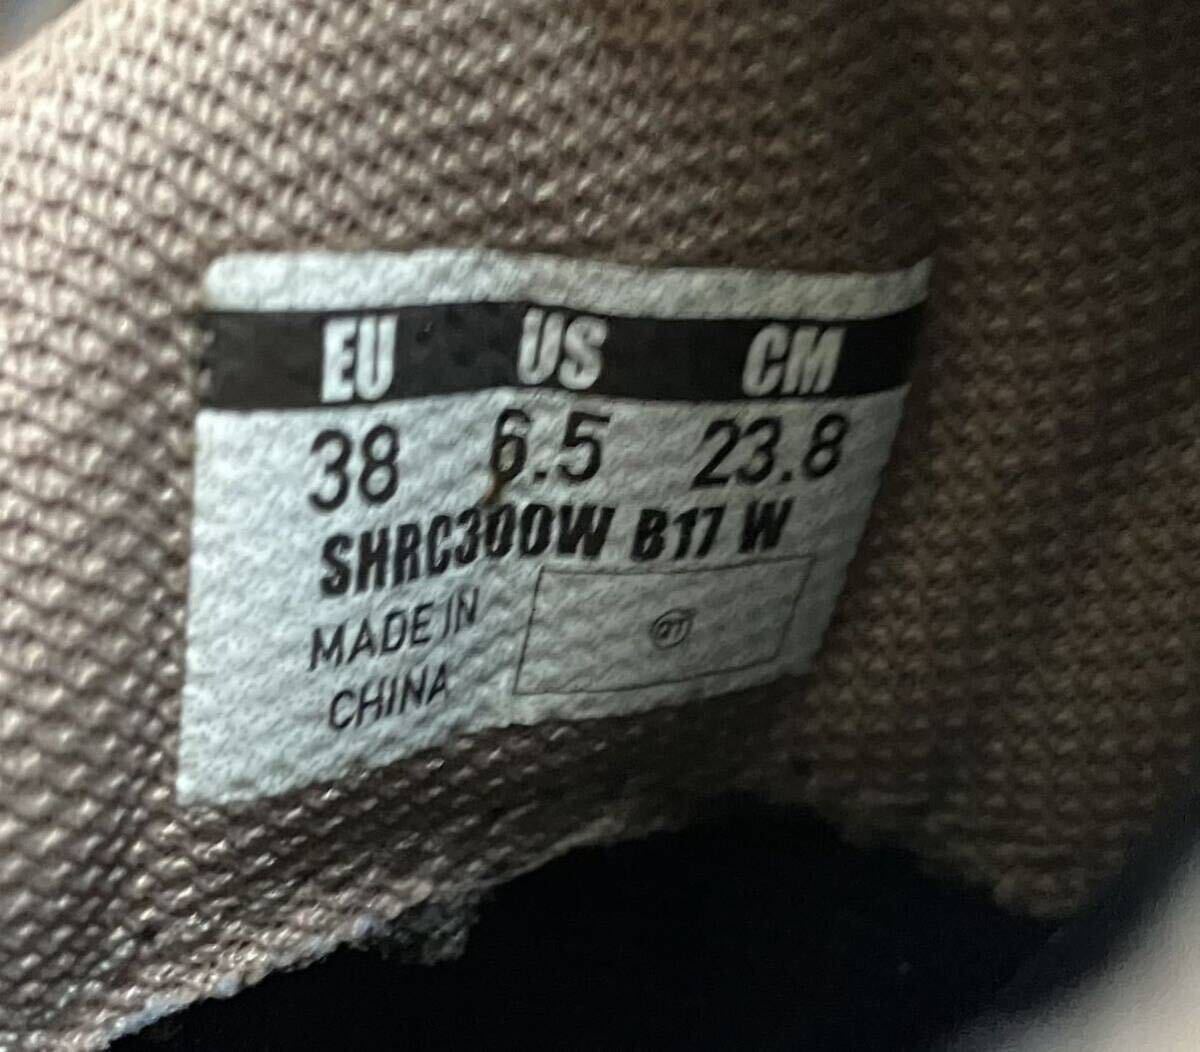 EU US CM
38 6.5 23.8
SHRC300W B17 W
MADE IN
CHINA